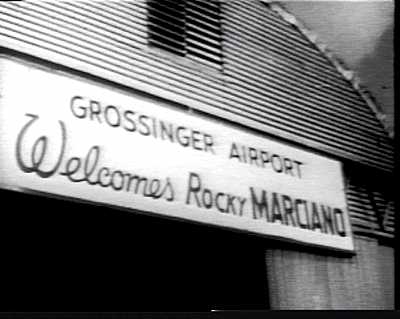 GROSSINGER AIRPORT
Welcomes ROCKY MARCIANO